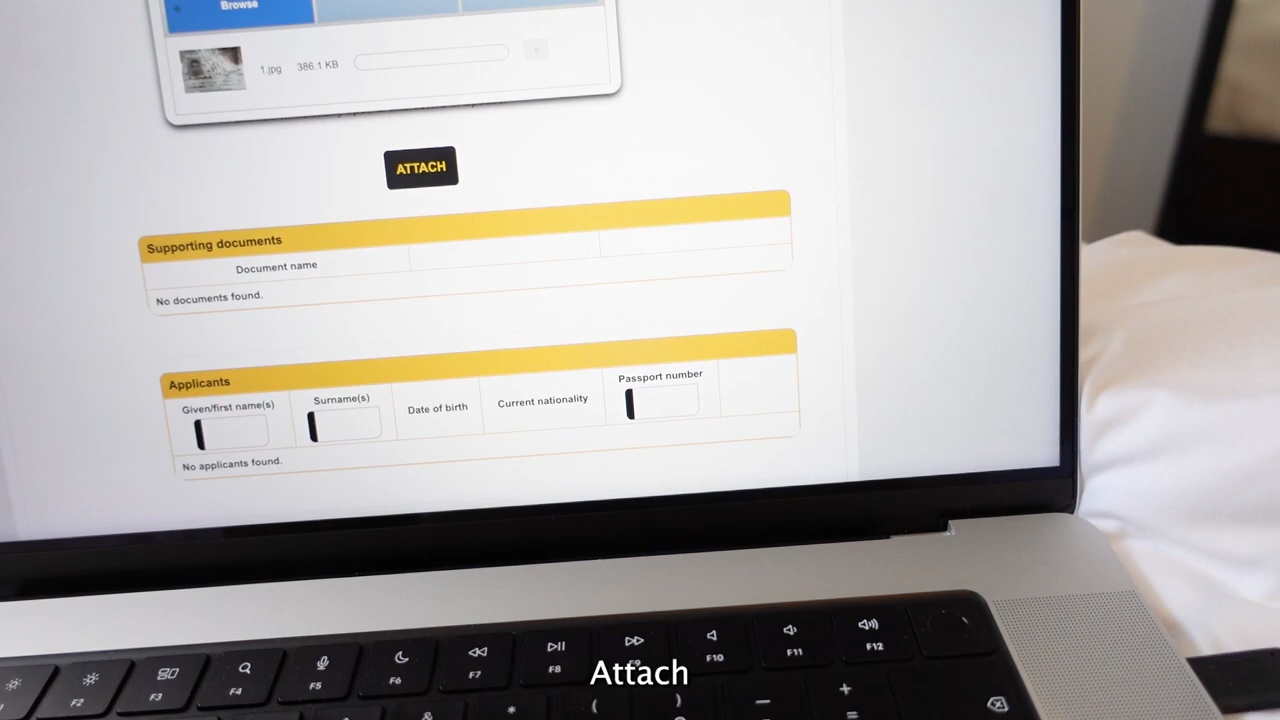 Browse
1.jpg 386.1 KB
ATTACH
Supporting documents
Document name
No documents found.
Applicants
Given/first name(s) Surname(s) Date of birth Current nationality Passport number
No applicants found.
F2 F3 F4 F5 F6 F7 F8 F9 F10 F11 F12
Attach